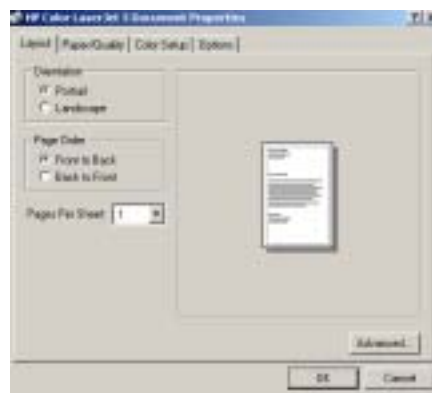 HP Color LaserJet 5 Document Properties
Layout Paper/Quality Color Setup Options
Orientation
Portrait
Landscape
Page Order
Front to Back
Back to Front
Pages Per Sheet: 1
Advanced...
OK Cancel